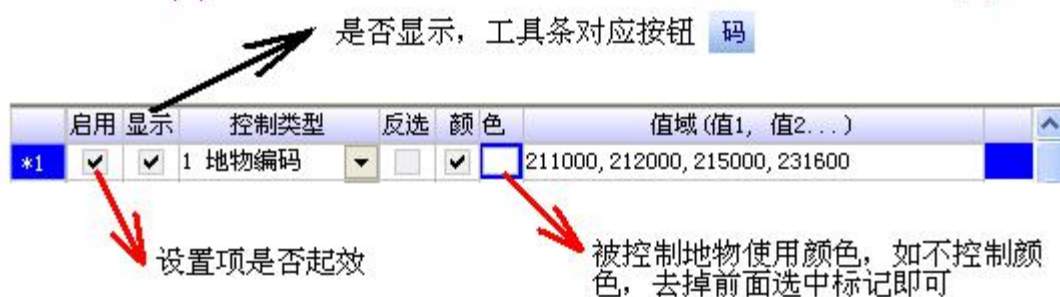 是否显示，工具条对应按钮 码
启用 显示 控制类型 反选 颜 色 值域(值1, 值2...)
*1 1 地物编码 211000, 212000, 215000, 231600
设置项是否起效
被控制地物使用颜色，如不控制颜
色，去掉前面选中标记即可